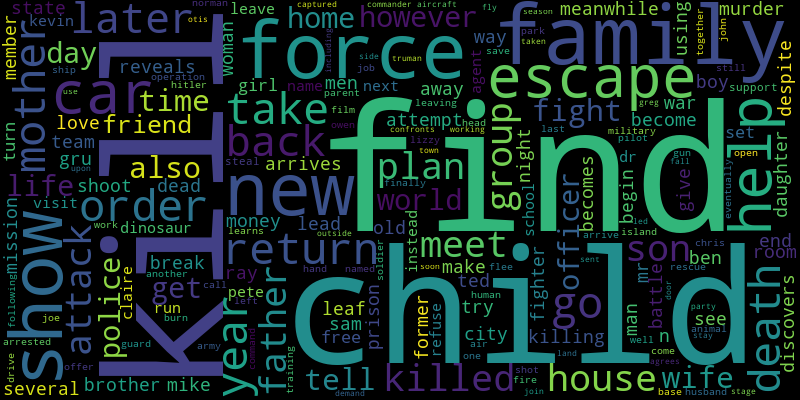 state
norman
otis
kevin
later
member
mother
day
reveals
ship
operation
hitler
use
car
time
love
friend
turn
team
gru
upon
also
life
shoot
dead
visit
order
work
dinosaur
mission
show
attack
police
claire
break
another
get
call
run
burn
following
joe
guard
army
arrested
drive
offer
several
brother
mike
kill
leave
home
however
captured
commander
aircraft
fly
season
meanwhile
murder
woman
force
including
side
truman
job
way
save
park
taken
family
using
together
john
still
girl
name
men
next
away
agent
escape
boy
support
despite
parent
film
leaving
take
attempt
head
fight
war
greg
become
military
pilot
set
open
back
owen
confronts
working
lizzy
town
group
night
last
dr
gun
fail
steal
arrives
find
plan
finally
school
becomes
begin
give
eventually
help
daughter
new
world
learns
money
lead
old
instead
officer
led
island
arrive
chris
return
outside
meet
son
end
room
ray
hand
named
soldier
soon
flee
sent
mr
battle
rescue
ben
door
discovers
pete
left
make
ted
human
fighter
go
man
party
animal
stay
year
father
command
leaf
sam
free
prison
former
refuse
try
city
air
one
killing
land
n
well
see
come
agrees
death
training
child
tell
demand
killed
shot
fire
join
house
wife
base
husband
stage